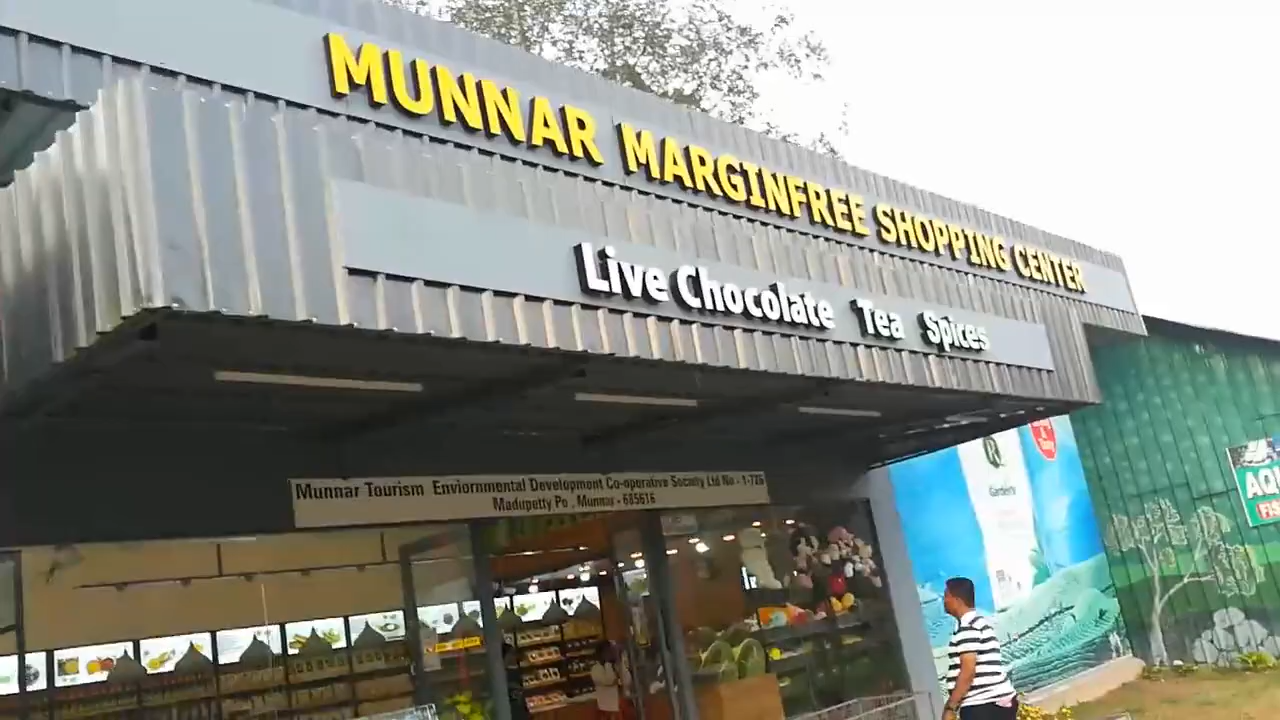 MUNNAR MARGINFREE SHOPPING CENTER
Live Chocolate Tea Spices
Munnar Tourism Enviornmental Development Co-operative Society Ltd No - 1-726
Madupetty Po , Munnar - 685616
R
Gardens